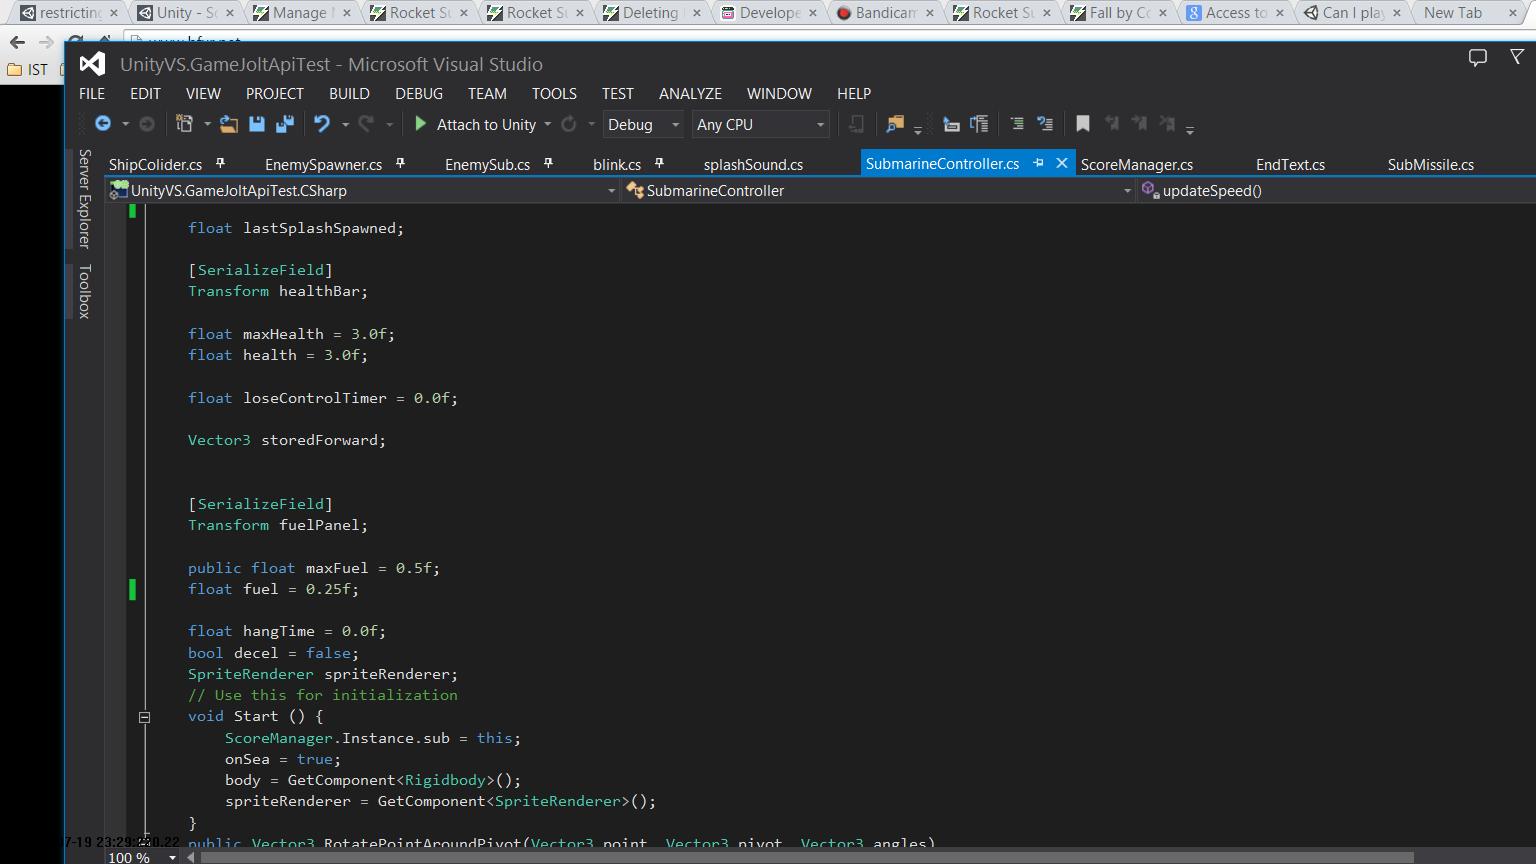 restricting Unity - Sc Manage Rocket Su Rocket Su Deleting Develope Bandicam Rocket Su Fall by Co Access to Can I play New Tab
IST
UnityVS.GameJoltApiTest - Microsoft Visual Studio
FILE EDIT VIEW PROJECT BUILD DEBUG TEAM TOOLS TEST ANALYZE WINDOW HELP
Attach to Unity Debug Any CPU
ShipColider.cs EnemySpawner.cs EnemySub.cs blink.cs splashSound.cs SubmarineController.cs ScoreManager.cs EndText.cs SubMissile.cs
UnityVS.GameJoltApiTest.CSharp SubmarineController updateSpeed()
Server Explorer
Toolbox
float lastSplashSpawned;
[SerializeField]
Transform healthBar;
float maxHealth = 3.0f;
float health = 3.0f;
float loseControlTimer = 0.0f;
Vector3 storedForward;
[SerializeField]
Transform fuelPanel;
public float maxFuel = 0.5f;
float fuel = 0.25f;
float hangTime = 0.0f;
bool decel = false;
SpriteRenderer spriteRenderer;
// Use this for initialization
void Start () {
ScoreManager.Instance.sub = this;
onSea = true;
body = GetComponent<Rigidbody>();
spriteRenderer = GetComponent<SpriteRenderer>();
}
public Vector3 RotatePointAroundPivot(Vector3 point, Vector3 pivot, Vector3 angles)
100 %